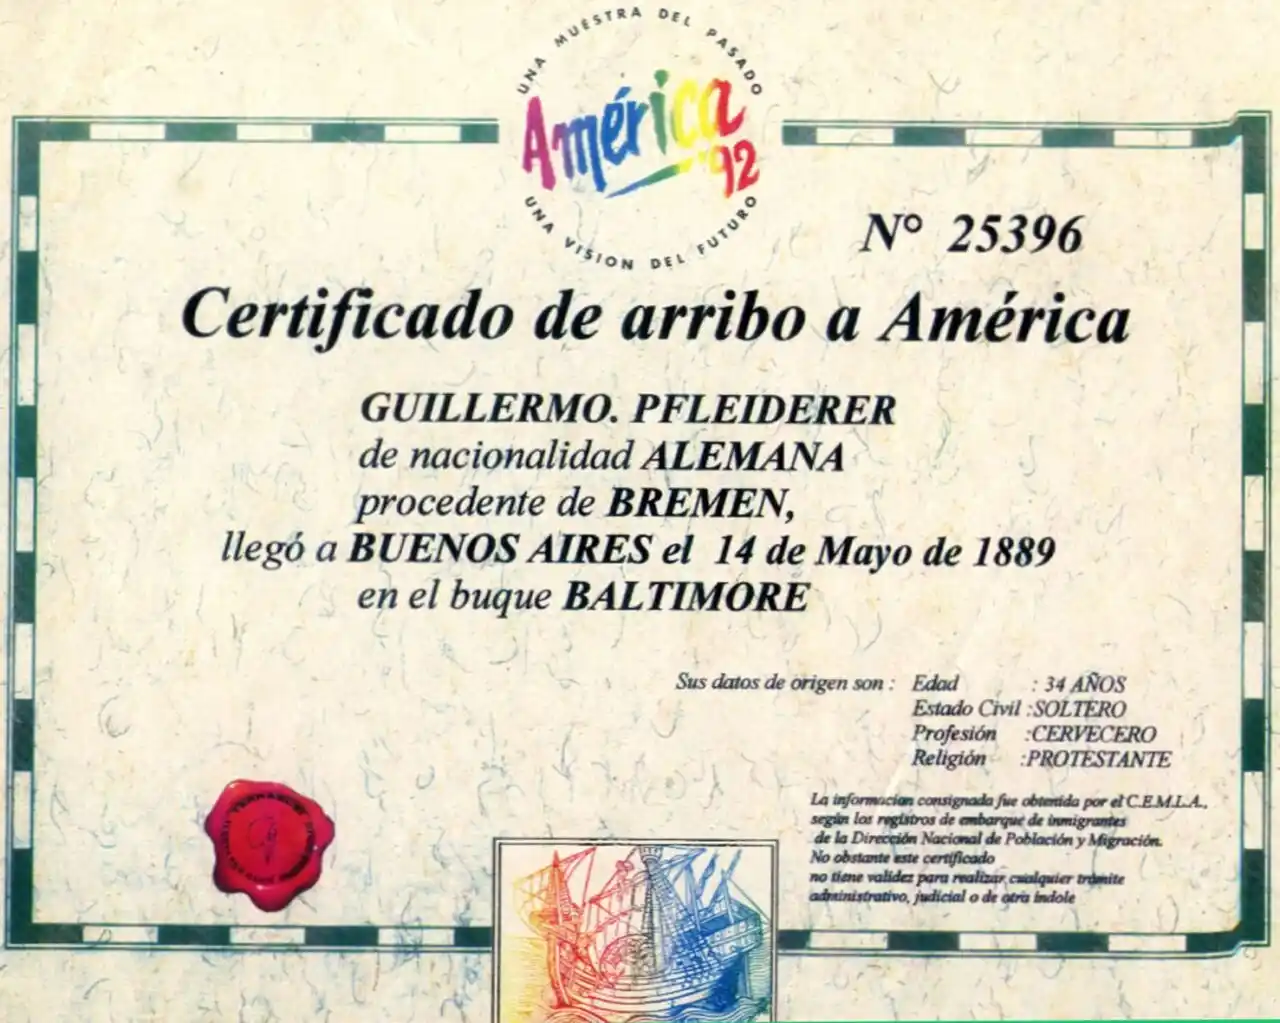 UNA MUESTRA DEL PASADO
América '92
UNA VISION DEL FUTURO
N° 25396
Certificado de arribo a América
GUILLERMO. PFLEIDERER
de nacionalidad ALEMANA
procedente de BREMEN,
llegó a BUENOS AIRES el 14 de Mayo de 1889
en el buque BALTIMORE
Sus datos de origen son : Edad : 34 AÑOS
Estado Civil :SOLTERO
Profesión :CERVECERO
Religión :PROTESTANTE
La informacion consignada fue obtenida por el C.E.M.L.A.,
según los registros de embarque de inmigrantes
de la Dirección Nacional de Población y Migración.
No obstante este certificado
no tiene validez para realizar cualquier trámite
administrativo, judicial o de otra índole